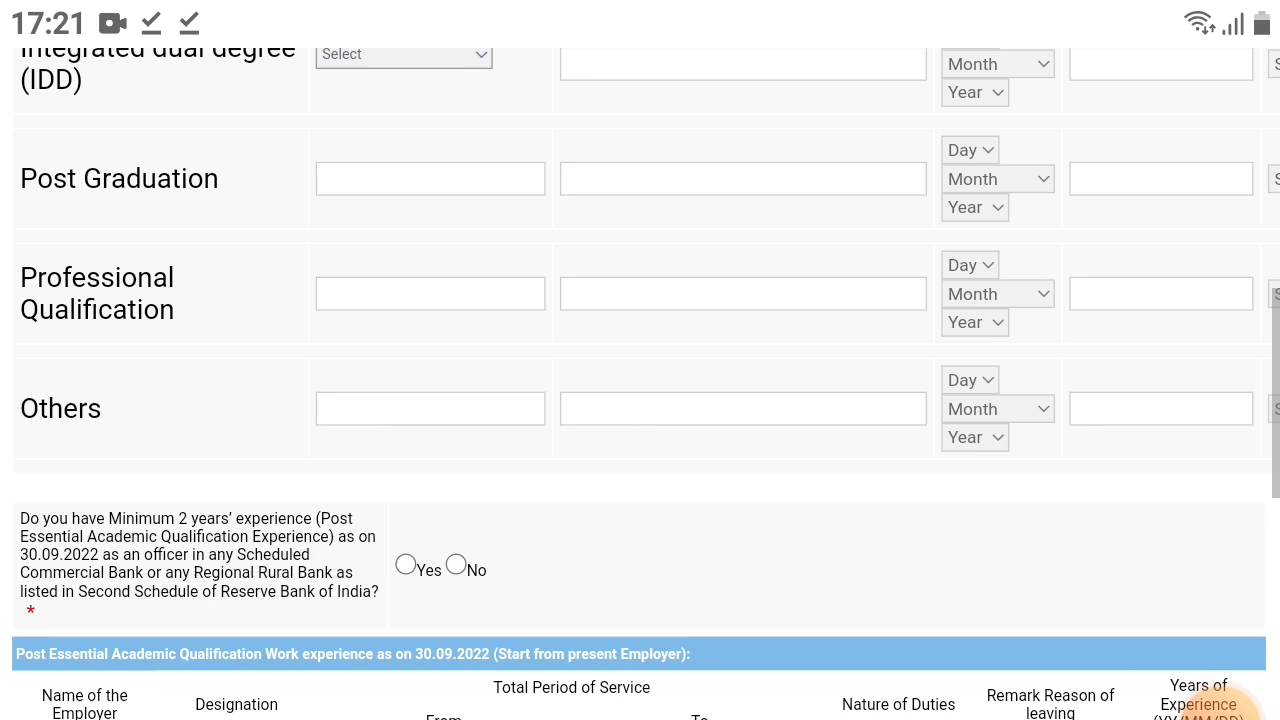 17:21
Integrated dual degree
(IDD)
Select
Month
Year
Post Graduation
Day
Month
Year
Professional
Qualification
Day
Month
Year
Others
Day
Month
Year
Do you have Minimum 2 years’ experience (Post
Essential Academic Qualification Experience) as on
30.09.2022 as an officer in any Scheduled
Commercial Bank or any Regional Rural Bank as
listed in Second Schedule of Reserve Bank of India?
*
Yes No
Post Essential Academic Qualification Work experience as on 30.09.2022 (Start from present Employer):
Name of the
Employer
Designation
Total Period of Service
From To
Nature of Duties
Remark Reason of
leaving
Years of
Experience
(YY/MM/DD)